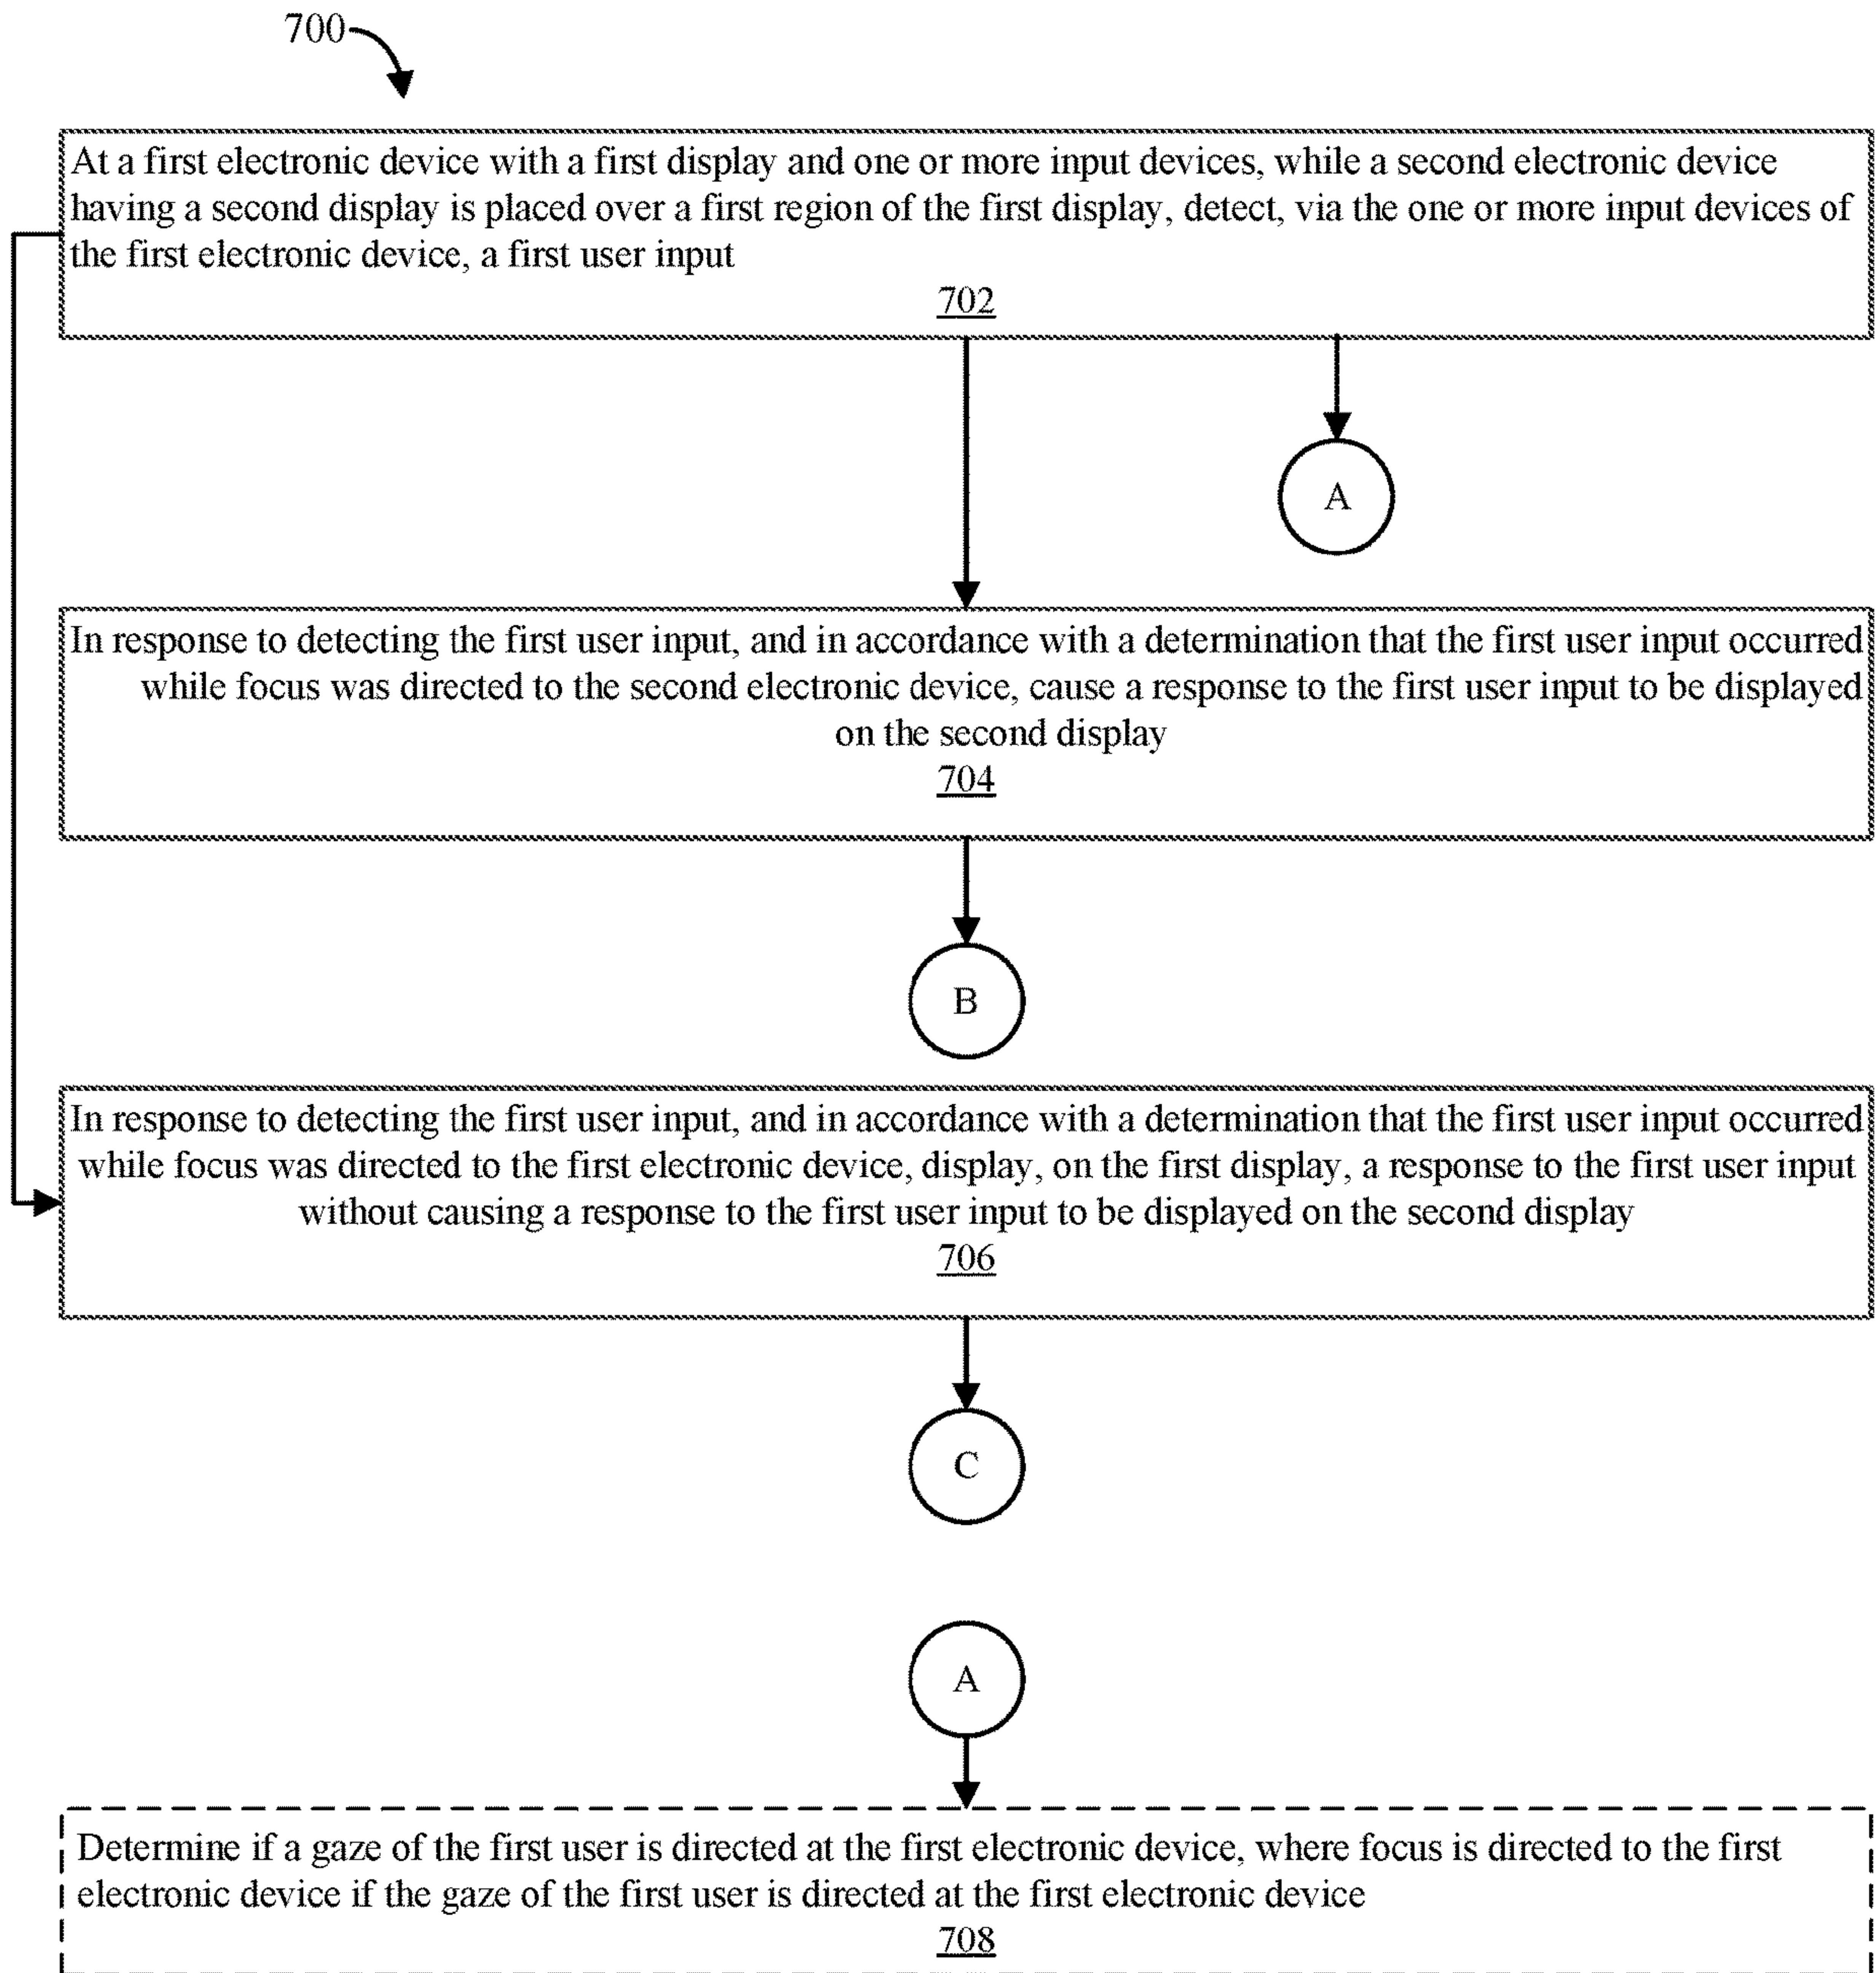 700
At a first electronic device with a first display and one or more input devices, while a second electronic device
having a second display is placed over a first region of the first display, detect, via the one or more input devices of
the first electronic device, a first user input
702
A
In response to detecting the first user input, and in accordance with a determination that the first user input occurred
while focus was directed to the second electronic device, cause a response to the first user input to be displayed
on the second display
704
B
In response to detecting the first user input, and in accordance with a determination that the first user input occurred
while focus was directed to the first electronic device, display, on the first display, a response to the first user input
without causing a response to the first user input to be displayed on the second display
706
C
A
Determine if a gaze of the first user is directed at the first electronic device, where focus is directed to the first
electronic device if the gaze of the first user is directed at the first electronic device
708